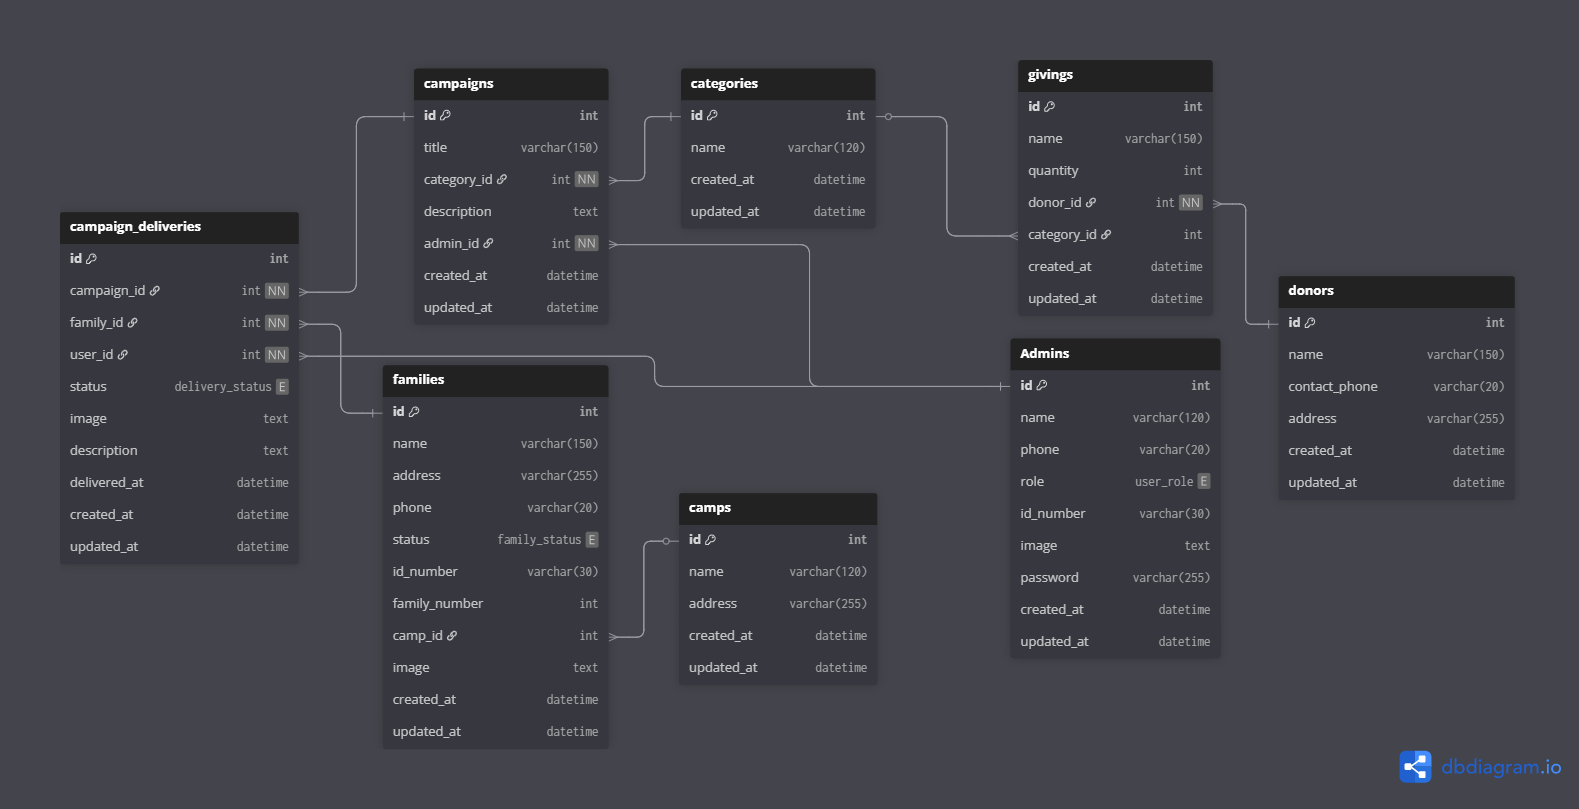 campaigns
id int
title varchar(150)
category_id int NN
description text
admin_id int NN
created_at datetime
updated_at datetime
categories
id int
name varchar(120)
created_at datetime
updated_at datetime
givings
id int
name varchar(150)
quantity int
donor_id int NN
category_id int
created_at datetime
updated_at datetime
campaign_deliveries
id int
campaign_id int NN
family_id int NN
user_id int NN
status delivery_status E
image text
description text
delivered_at datetime
created_at datetime
updated_at datetime
donors
id int
name varchar(150)
contact_phone varchar(20)
address varchar(255)
created_at datetime
updated_at datetime
families
id int
name varchar(150)
address varchar(255)
phone varchar(20)
status family_status E
id_number varchar(30)
family_number int
camp_id int
image text
created_at datetime
updated_at datetime
Admins
id int
name varchar(120)
phone varchar(20)
role user_role E
id_number varchar(30)
image text
password varchar(255)
created_at datetime
updated_at datetime
camps
id int
name varchar(120)
address varchar(255)
created_at datetime
updated_at datetime
dbdiagram.io